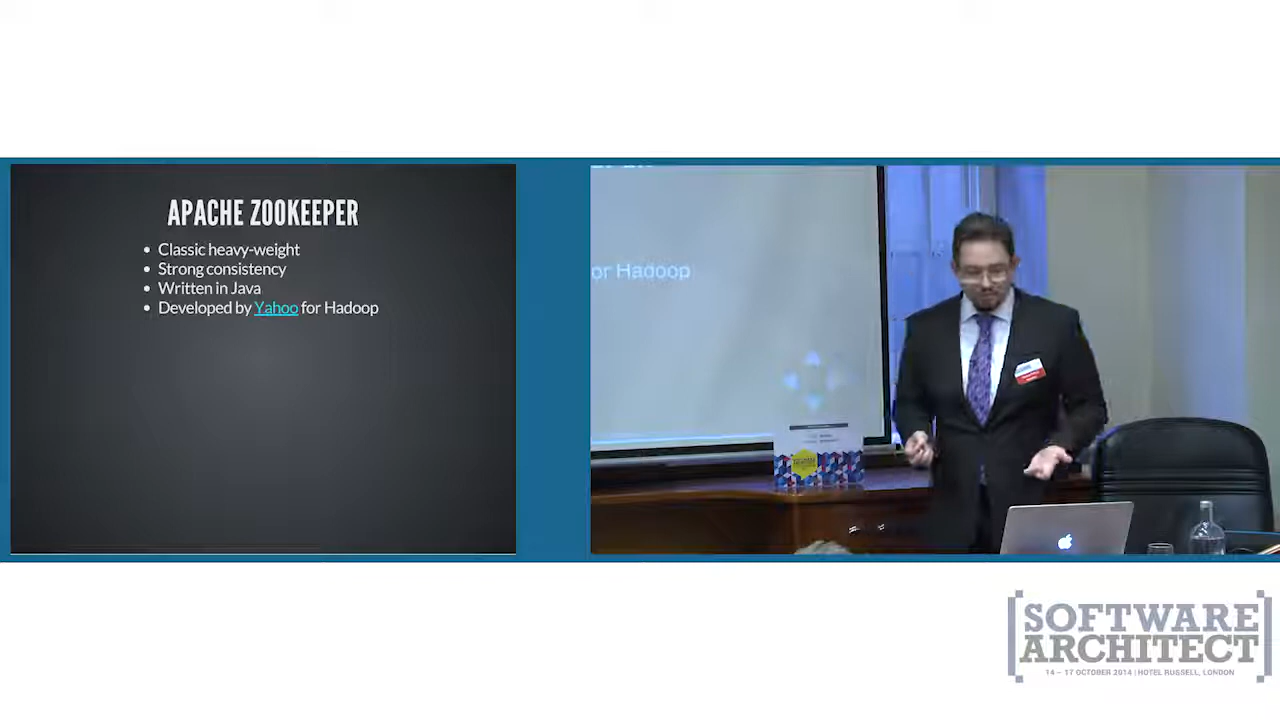 APACHE ZOOKEEPER
• Classic heavy-weight
• Strong consistency
• Written in Java
• Developed by Yahoo for Hadoop
or Hadoop
[SOFTWARE
ARCHITECT]
14 – 17 OCTOBER 2014 | HOTEL RUSSELL, LONDON